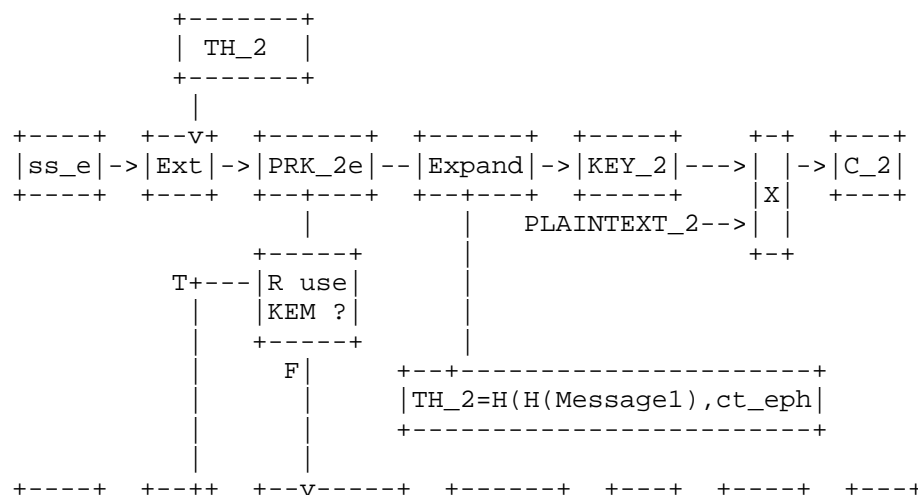 TH_2
ss_e -> Ext -> PRK_2e -- Expand -> KEY_2 ---> X -> C_2
PLAINTEXT_2-->
T R use
KEM ?
F
TH_2=H(H(Message1),ct_eph